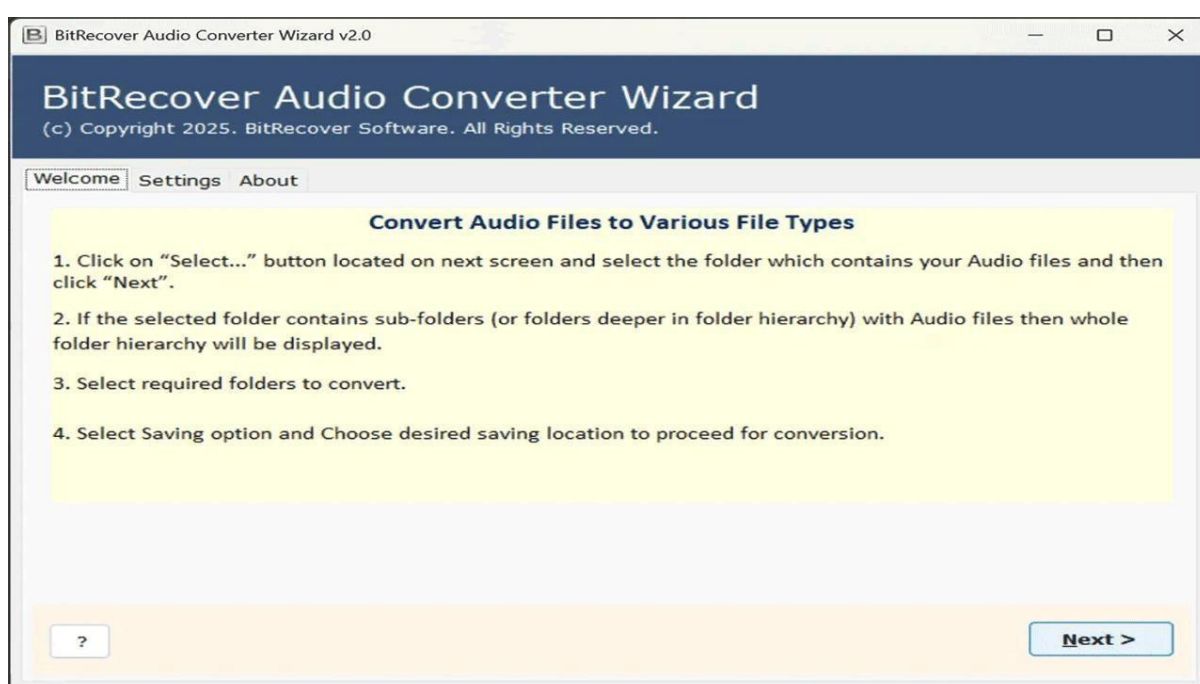 BitRecover Audio Converter Wizard v2.0
BitRecover Audio Converter Wizard
(c) Copyright 2025. BitRecover Software. All Rights Reserved.
Welcome Settings About
Convert Audio Files to Various File Types
1. Click on “Select...” button located on next screen and select the folder which contains your Audio files and then
click “Next”.
2. If the selected folder contains sub-folders (or folders deeper in folder hierarchy) with Audio files then whole
folder hierarchy will be displayed.
3. Select required folders to convert.
4. Select Saving option and Choose desired saving location to proceed for conversion.
? Next >